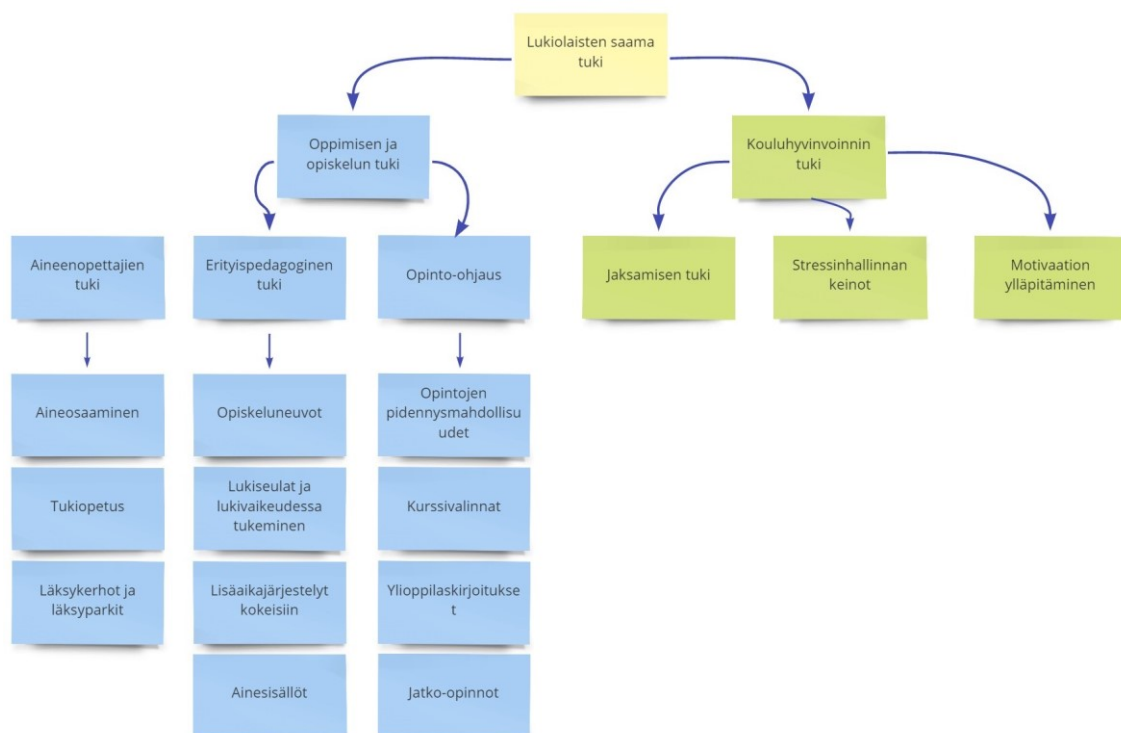 Lukiolaisten saama
tuki
Oppimisen ja
opiskelun tuki
Kouluhyvinvoinnin
tuki
Aineenopettajien
tuki
Erityispedagoginen
tuki
Opinto-ohjaus
Jaksamisen tuki
Stressinhallinnan
keinot
Motivaation
ylläpitäminen
Aineosaaminen
Opiskeluneuvot
Opintojen
pidennysmahdollisu
udet
Tukiopetus
Lukiseulat ja
lukivaikeudessa
tukeminen
Kurssivalinnat
Läksykerhot ja
läksyparkit
Lisäaikajärjestelyt
kokeisiin
Ylioppilaskirjoitukse
t
Ainesisällöt
Jatko-opinnot